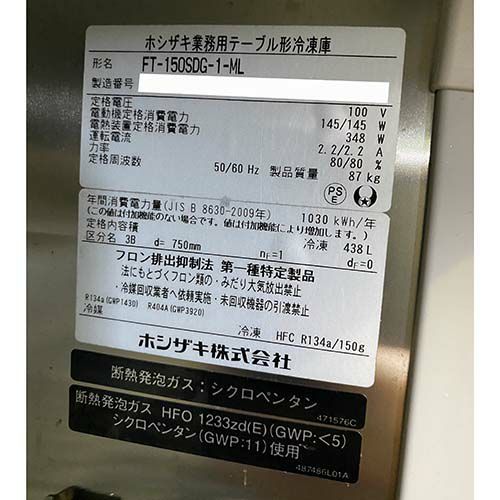 ホシザキ業務用テーブル形冷凍庫
形名 FT-150SDG-1-ML
製造番号
定格電圧 100 V
電動機定格消費電力 145/145 W
電熱装置定格消費電力 348 W
運転電流 2.2/2.2 A
力率 80/80 %
定格周波数 50/60 Hz 製品質量 87 kg
PS
E
年間消費電力量(JIS B 8630-2009年) 1030 kWh/年
(この値は付加機能のない場合です。値は付加機能により増加します。)
定格内容積 冷凍 438 L
区分名 3B d= 750mm nF=1 dF=0
フロン排出抑制法 第一種特定製品
法にもとづくフロン類の・みだり大気放出禁止
・冷媒回収業者へ依頼実施・未回収機器の引渡禁止
R134a(GWP1430) R404A(GWP3920)
冷媒 冷凍 HFC R134a/150g
ホシザキ株式会社
断熱発泡ガス：シクロペンタン
471576C
断熱発泡ガス HFO 1233zd(E)(GWP:<5)
シクロペンタン(GWP:11)使用
487486L01A